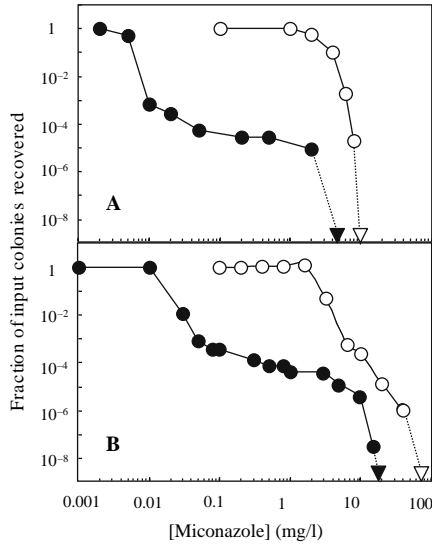 Fraction of input colonies recovered
1
10⁻²
10⁻⁴
10⁻⁶
10⁻⁸
A
1
10⁻²
10⁻⁴
10⁻⁶
10⁻⁸
B
0.001 0.01 0.1 1 10 100
[Miconazole] (mg/l)